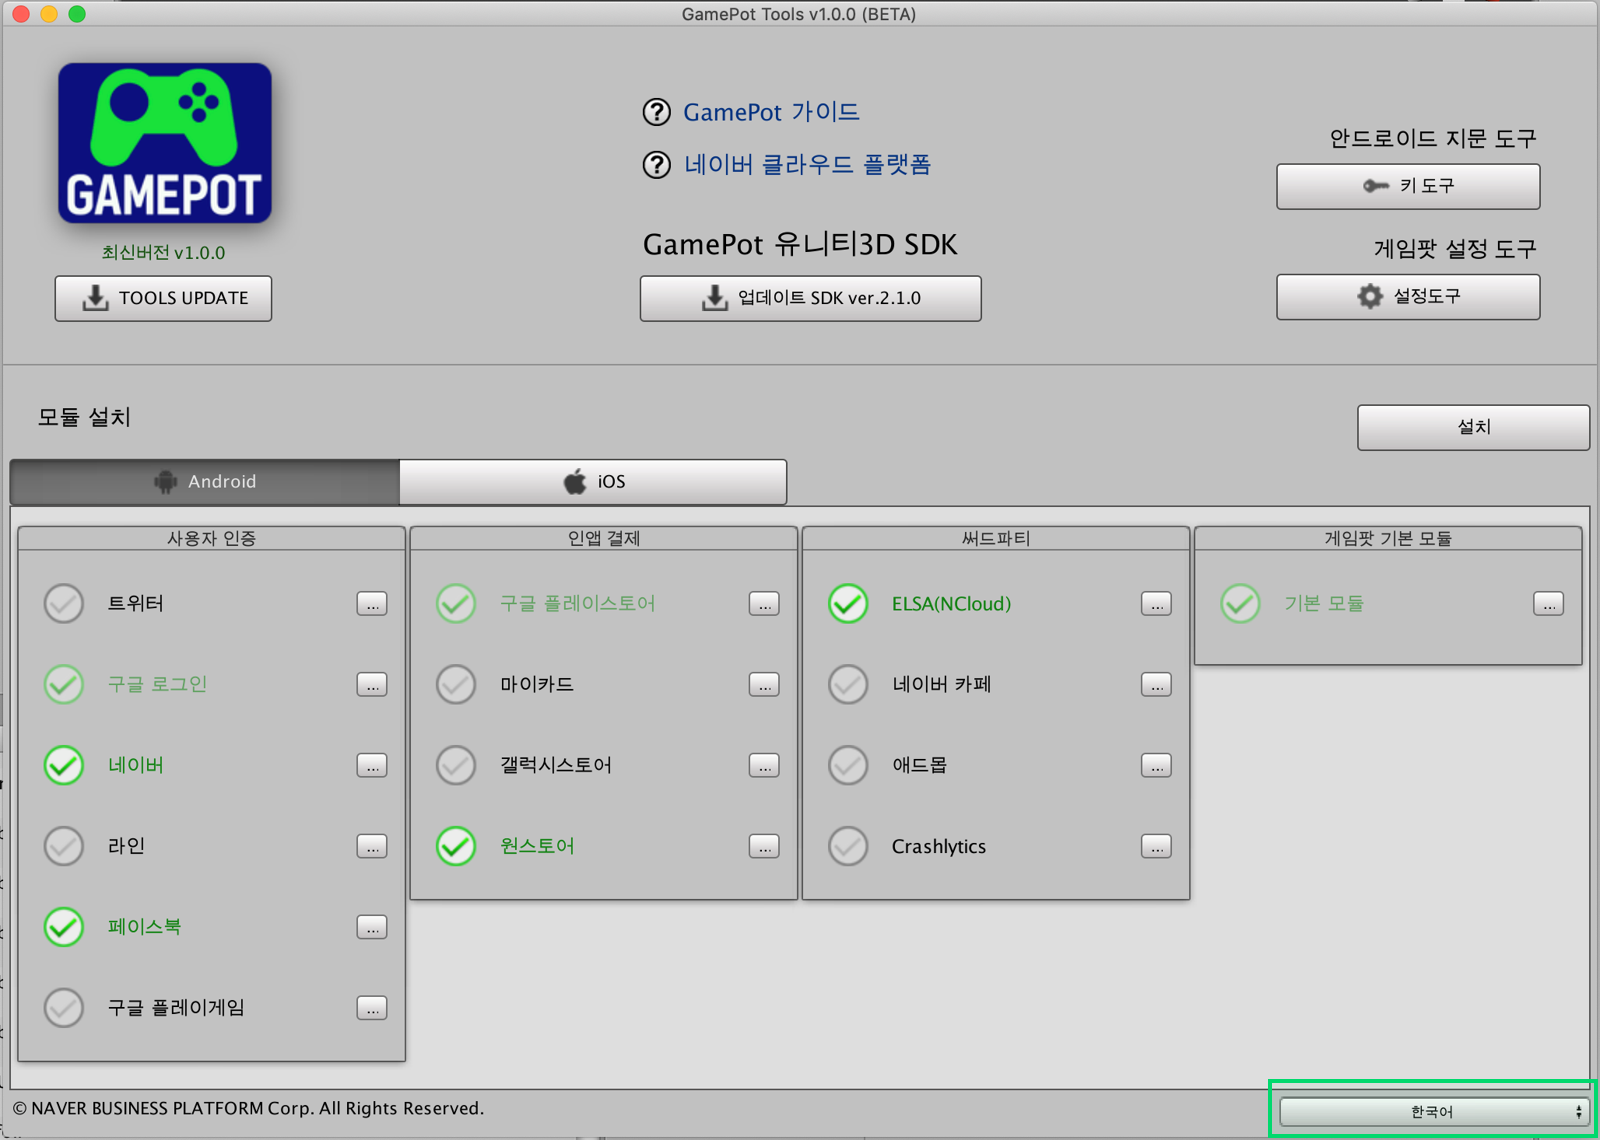 GamePot Tools v1.0.0 (BETA)
GAMEPOT
최신버전 v1.0.0
TOOLS UPDATE
? GamePot 가이드
? 네이버 클라우드 플랫폼
GamePot 유니티3D SDK
업데이트 SDK ver.2.1.0
안드로이드 지문 도구
키 도구
게임팟 설정 도구
설정도구
모듈 설치
설치
Android
iOS
사용자 인증
트위터 ...
구글 로그인 ...
네이버 ...
라인 ...
페이스북 ...
구글 플레이게임 ...
인앱 결제
구글 플레이스토어 ...
마이카드 ...
갤럭시스토어 ...
원스토어 ...
써드파티
ELSA(NCloud) ...
네이버 카페 ...
애드몹 ...
Crashlytics ...
게임팟 기본 모듈
기본 모듈 ...
© NAVER BUSINESS PLATFORM Corp. All Rights Reserved.
한국어